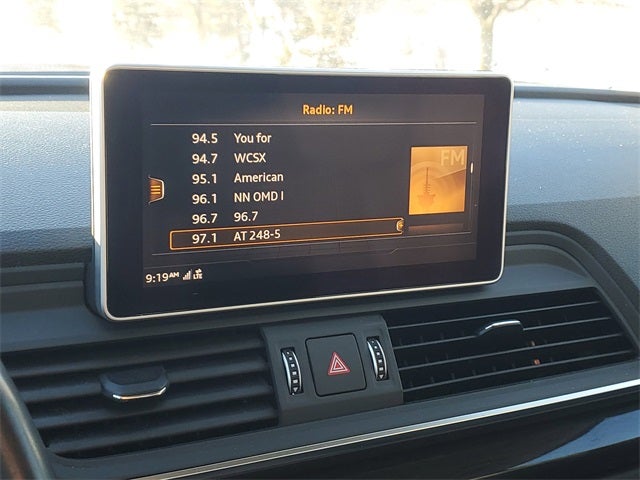 Radio: FM
94.5 You for
94.7 WCSX
95.1 American
96.1 NN OMD I
96.7 96.7
97.1 AT 248-5
FM
9:19AM LTE